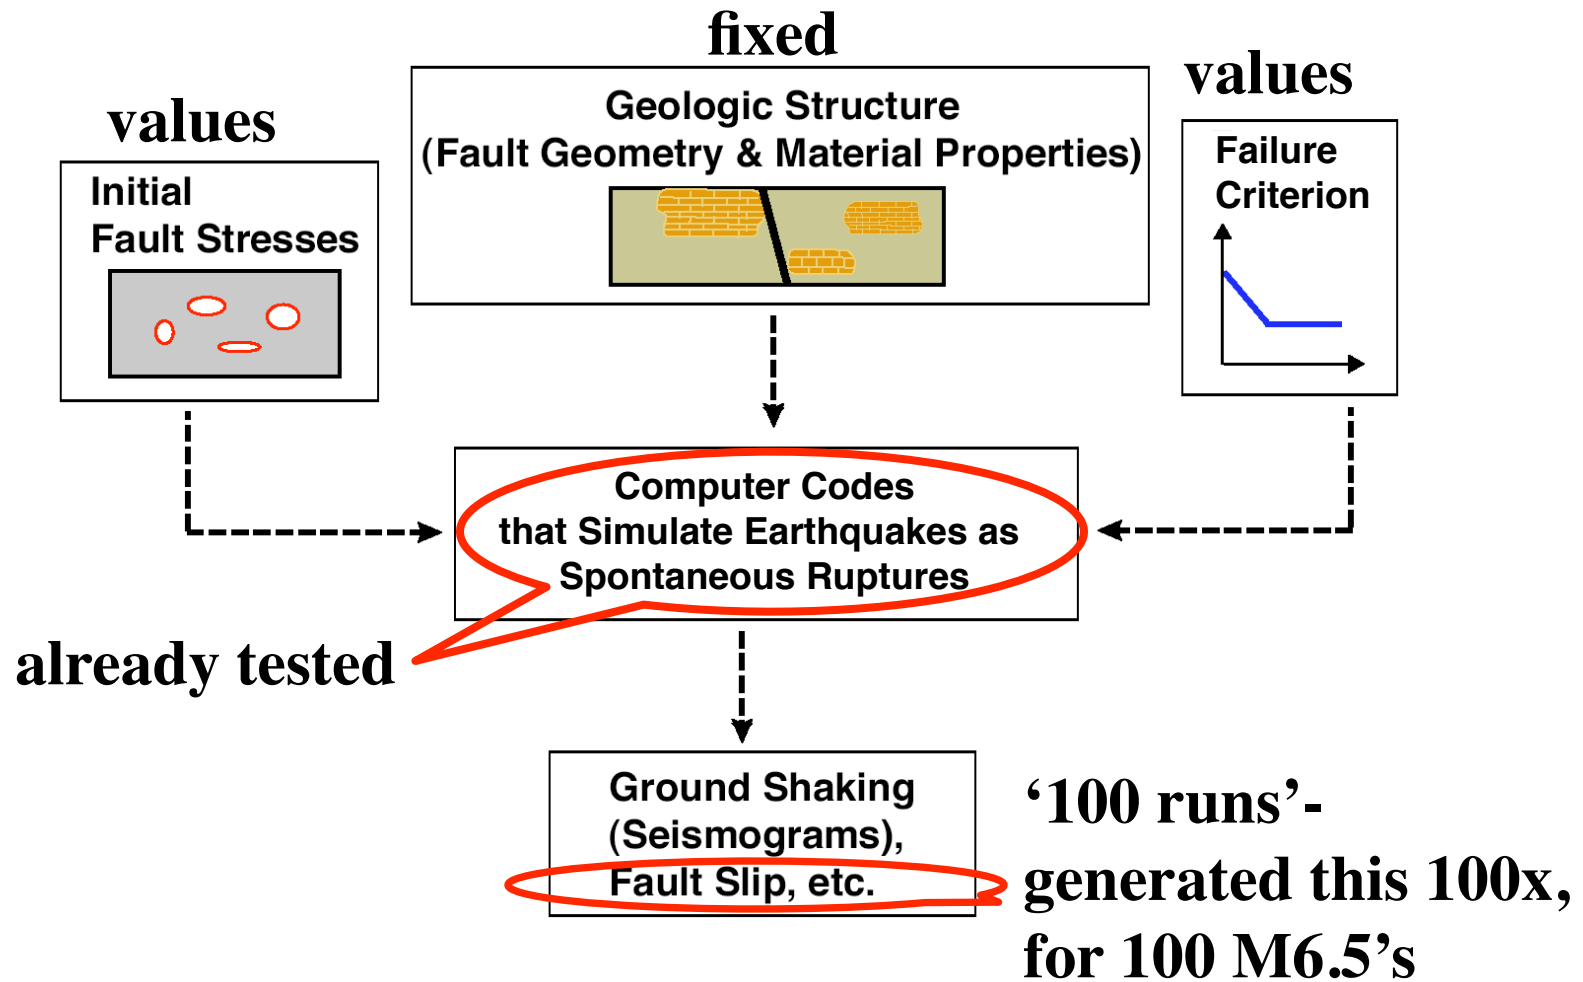 fixed
values
values
Geologic Structure
(Fault Geometry & Material Properties)
Initial
Fault Stresses
Failure
Criterion
Computer Codes
that Simulate Earthquakes as
Spontaneous Ruptures
already tested
Ground Shaking
(Seismograms),
Fault Slip, etc.
‘100 runs’-
generated this 100x,
for 100 M6.5’s